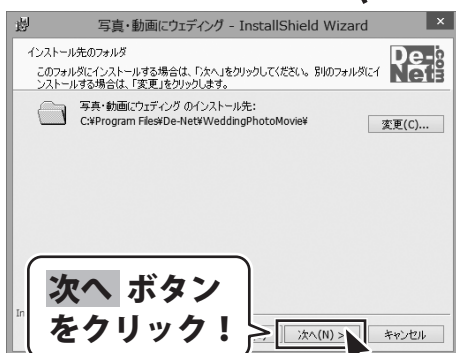 写真・動画にウェディング - InstallShield Wizard
×
インストール先のフォルダ
このフォルダにインストールする場合は、「次へ」をクリックしてください。別のフォルダにイ
ンストールする場合は、「変更」をクリックします。
De-
Net
.com
写真・動画にウェディング のインストール先:
C:¥Program Files¥De-Net¥WeddingPhotoMovie¥
変更(C)...
次へ ボタン
をクリック！
In
次へ(N) >
キャンセル